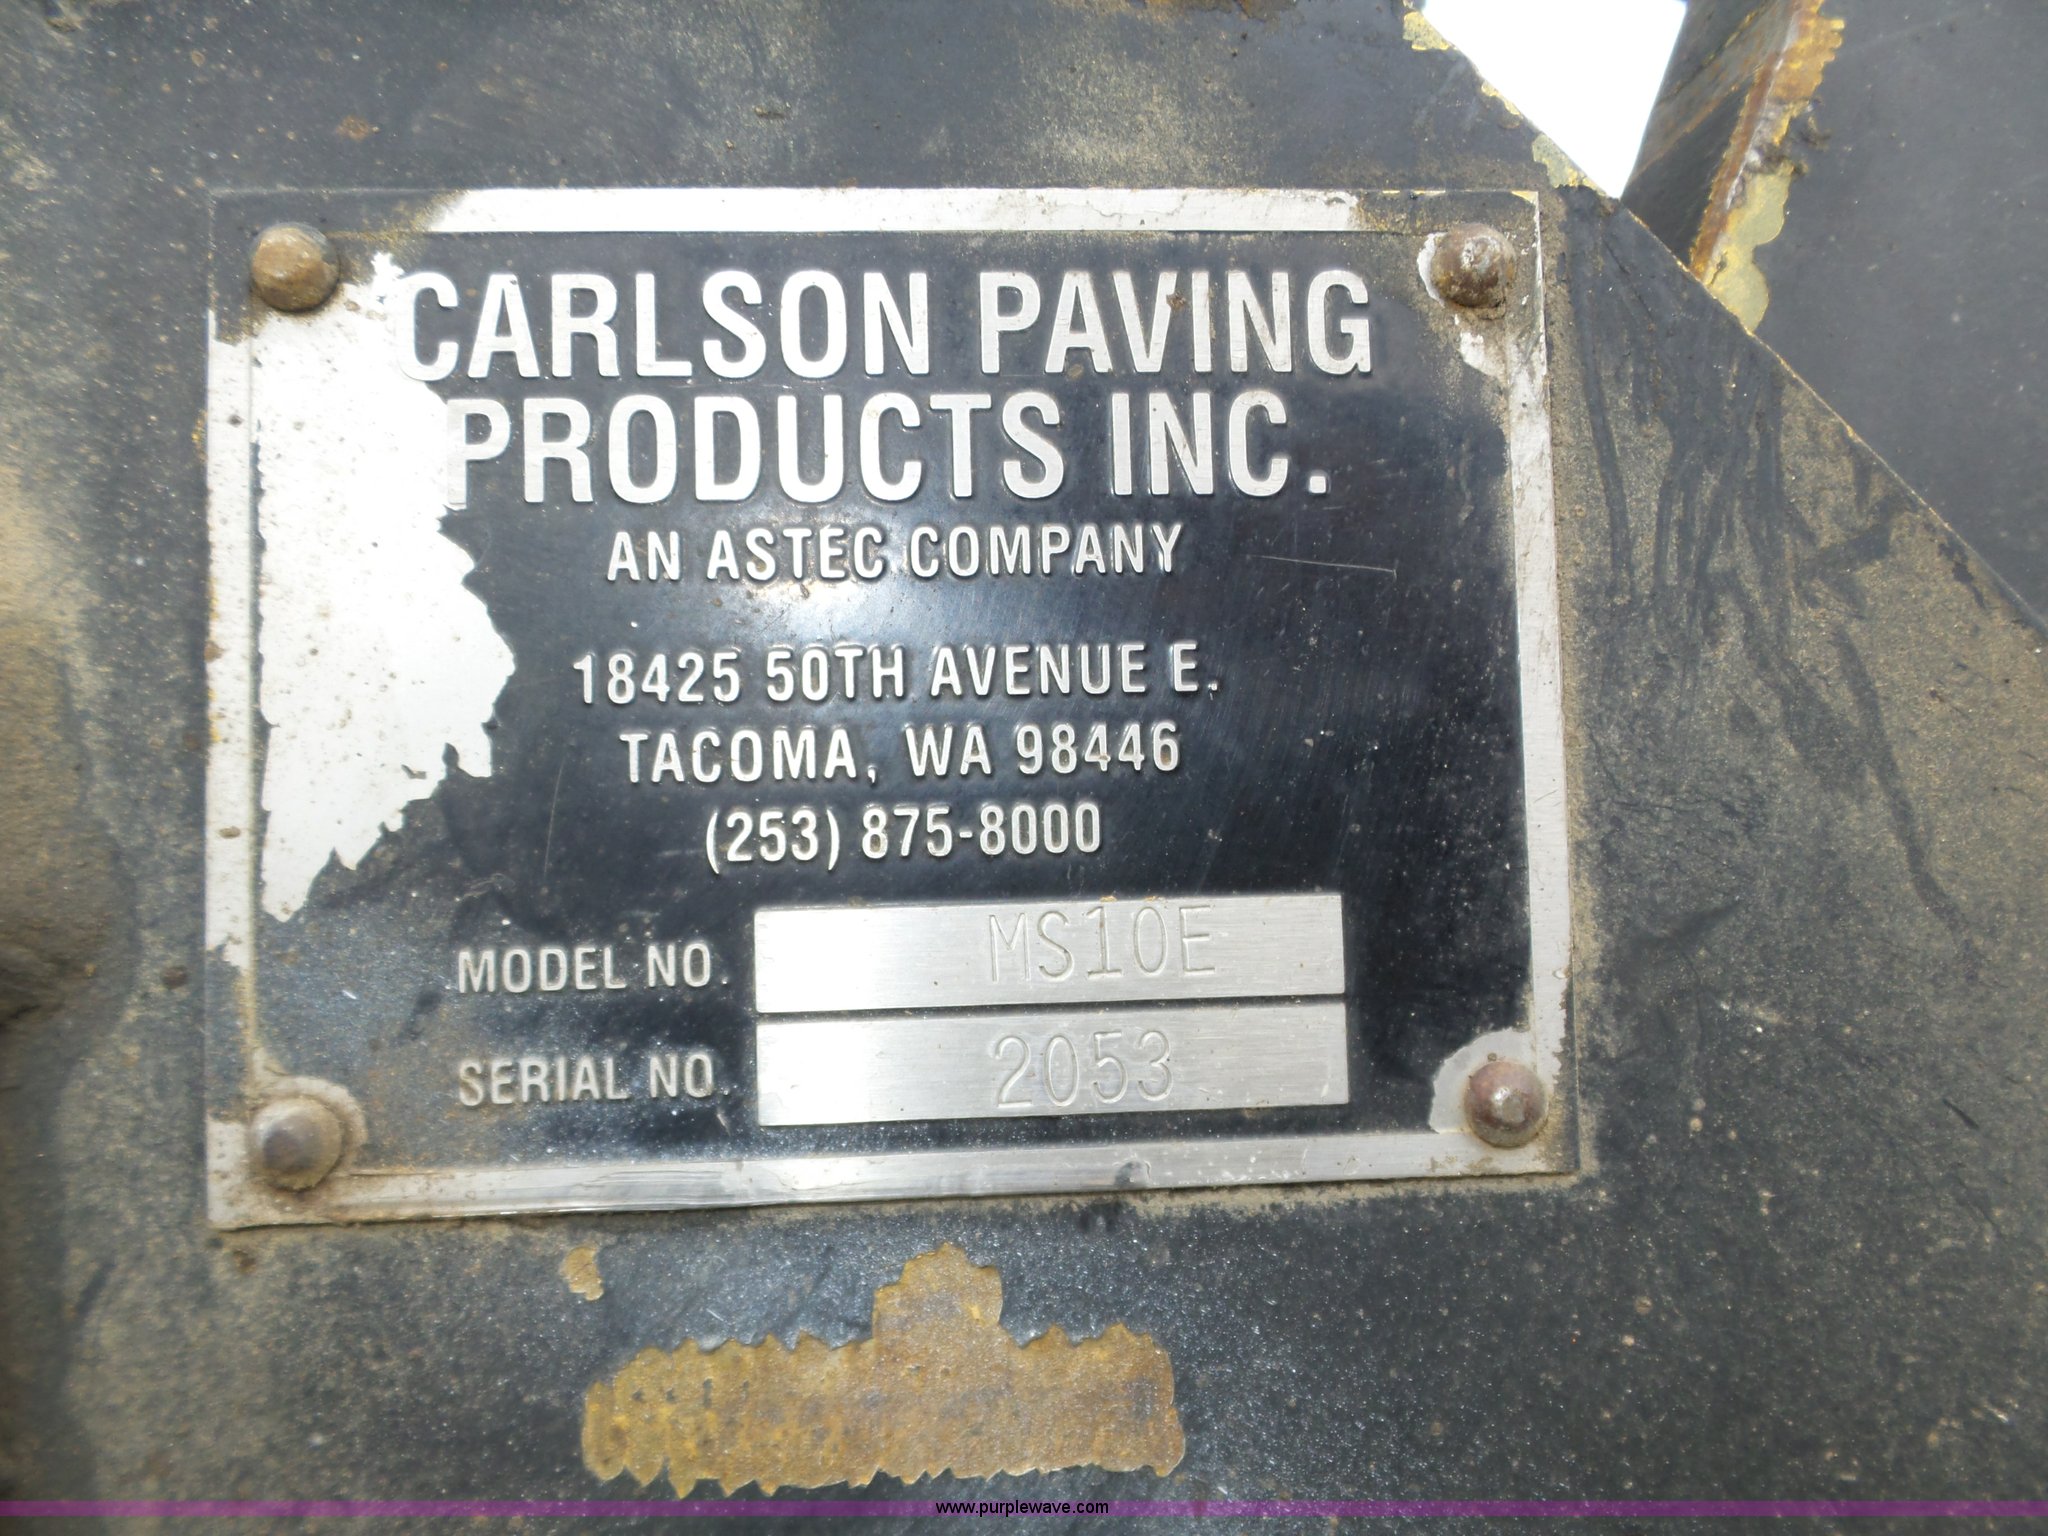 CARLSON PAVING
PRODUCTS INC.
AN ASTEC COMPANY
18425 50TH AVENUE E.
TACOMA, WA 98446
(253) 875-8000
MODEL NO. MS10E
SERIAL NO. 2053
www.purplewave.com